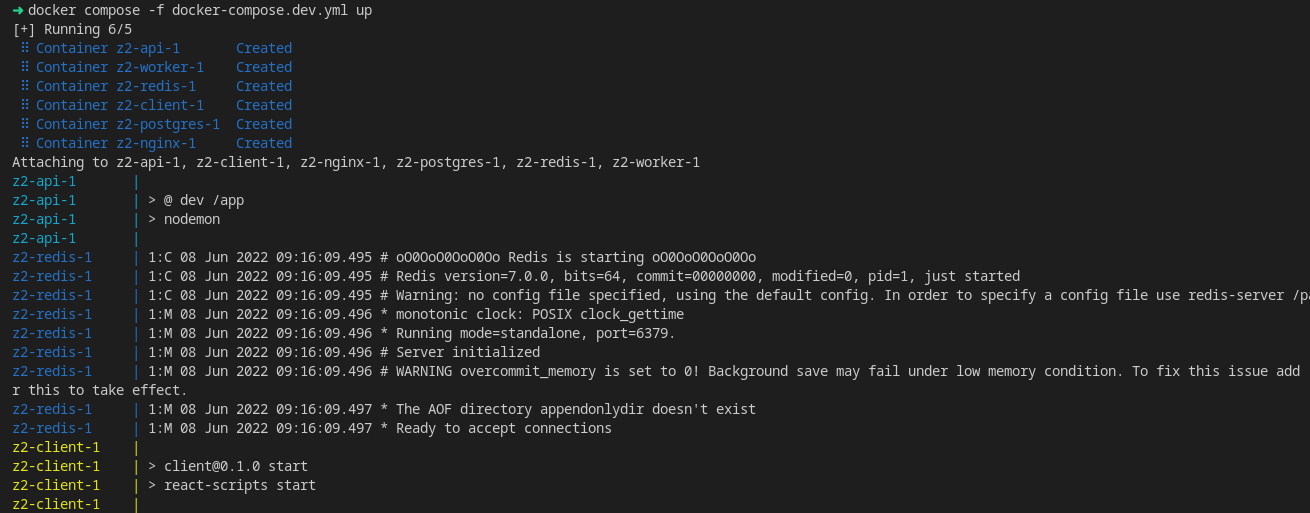 ➜ docker compose -f docker-compose.dev.yml up
[+] Running 6/5
 ⠿ Container z2-api-1       Created
 ⠿ Container z2-worker-1    Created
 ⠿ Container z2-redis-1     Created
 ⠿ Container z2-client-1    Created
 ⠿ Container z2-postgres-1  Created
 ⠿ Container z2-nginx-1     Created
Attaching to z2-api-1, z2-client-1, z2-nginx-1, z2-postgres-1, z2-redis-1, z2-worker-1
z2-api-1       |
z2-api-1       | > @ dev /app
z2-api-1       | > nodemon
z2-api-1       |
z2-redis-1     | 1:C 08 Jun 2022 09:16:09.495 # oO0OoO0OoO0Oo Redis is starting oO0OoO0OoO0Oo
z2-redis-1     | 1:C 08 Jun 2022 09:16:09.495 # Redis version=7.0.0, bits=64, commit=00000000, modified=0, pid=1, just started
z2-redis-1     | 1:C 08 Jun 2022 09:16:09.495 # Warning: no config file specified, using the default config. In order to specify a config file use redis-server /p
z2-redis-1     | 1:M 08 Jun 2022 09:16:09.496 * monotonic clock: POSIX clock_gettime
z2-redis-1     | 1:M 08 Jun 2022 09:16:09.496 * Running mode=standalone, port=6379.
z2-redis-1     | 1:M 08 Jun 2022 09:16:09.496 # Server initialized
z2-redis-1     | 1:M 08 Jun 2022 09:16:09.496 # WARNING overcommit_memory is set to 0! Background save may fail under low memory condition. To fix this issue add
r this to take effect.
z2-redis-1     | 1:M 08 Jun 2022 09:16:09.497 * The AOF directory appendonlydir doesn't exist
z2-redis-1     | 1:M 08 Jun 2022 09:16:09.497 * Ready to accept connections
z2-client-1    |
z2-client-1    | > client@0.1.0 start
z2-client-1    | > react-scripts start
z2-client-1    |